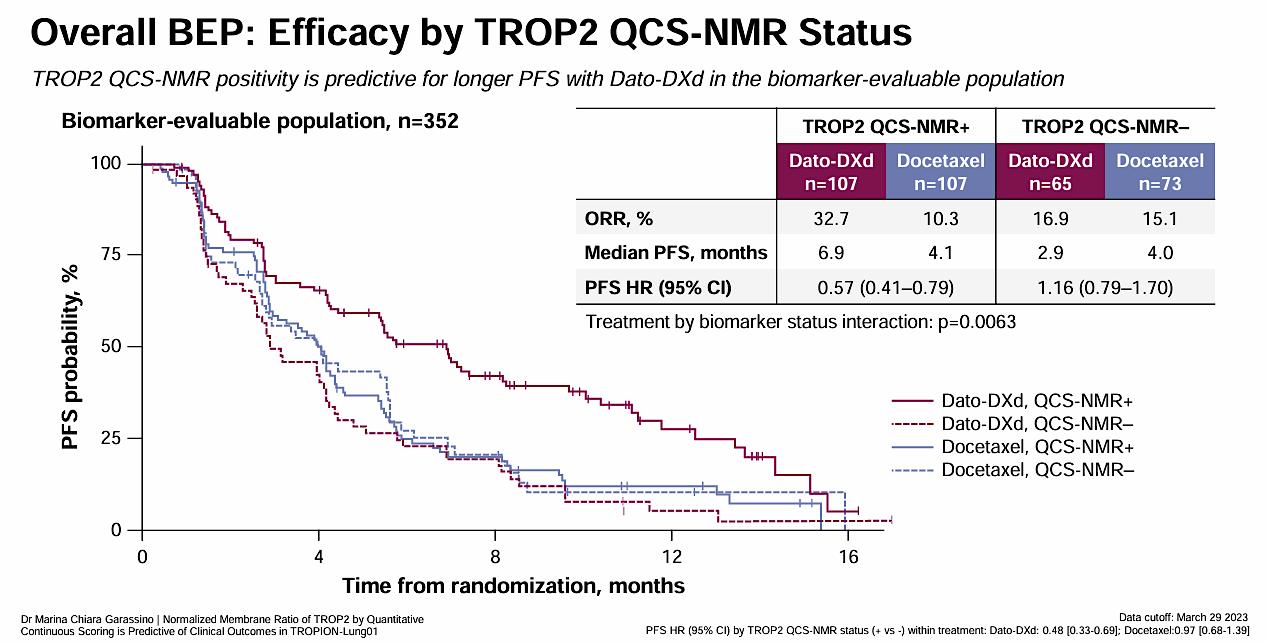 Overall BEP: Efficacy by TROP2 QCS-NMR Status
TROP2 QCS-NMR positivity is predictive for longer PFS with Dato-DXd in the biomarker-evaluable population
Biomarker-evaluable population, n=352
TROP2 QCS-NMR+ TROP2 QCS-NMR–
Dato-DXd n=107 Docetaxel n=107 Dato-DXd n=65 Docetaxel n=73
ORR, % 32.7 10.3 16.9 15.1
Median PFS, months 6.9 4.1 2.9 4.0
PFS HR (95% CI) 0.57 (0.41–0.79) 1.16 (0.79–1.70)
Treatment by biomarker status interaction: p=0.0063
PFS probability, %
100
75
50
25
0
0 4 8 12 16
Time from randomization, months
Dato-DXd, QCS-NMR+
Dato-DXd, QCS-NMR–
Docetaxel, QCS-NMR+
Docetaxel, QCS-NMR–
Dr Marina Chiara Garassino | Normalized Membrane Ratio of TROP2 by Quantitative
Continuous Scoring is Predictive of Clinical Outcomes in TROPION-Lung01
Data cutoff: March 29 2023
PFS HR (95% CI) by TROP2 QCS-NMR status (+ vs -) within treatment: Dato-DXd: 0.48 [0.33-0.69]; Docetaxel:0.97 [0.68-1.39]